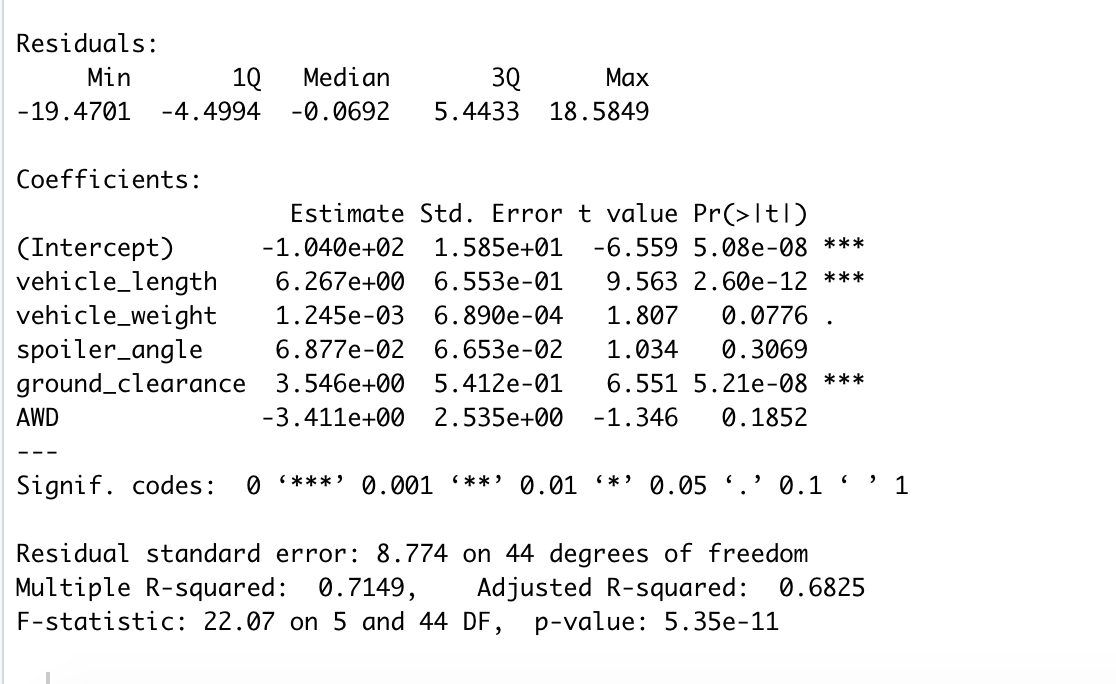 Residuals:
     Min       1Q   Median       3Q      Max
-19.4701  -4.4994  -0.0692   5.4433  18.5849
Coefficients:
                   Estimate Std. Error t value Pr(>|t|)
(Intercept)      -1.040e+02  1.585e+01  -6.559 5.08e-08 ***
vehicle_length    6.267e+00  6.553e-01   9.563 2.60e-12 ***
vehicle_weight    1.245e-03  6.890e-04   1.807   0.0776 .
spoiler_angle     6.877e-02  6.653e-02   1.034   0.3069
ground_clearance  3.546e+00  5.412e-01   6.551 5.21e-08 ***
AWD              -3.411e+00  2.535e+00  -1.346   0.1852
---
Signif. codes:  0 ‘***’ 0.001 ‘**’ 0.01 ‘*’ 0.05 ‘.’ 0.1 ‘ ’ 1
Residual standard error: 8.774 on 44 degrees of freedom
Multiple R-squared:  0.7149,    Adjusted R-squared:  0.6825
F-statistic: 22.07 on 5 and 44 DF,  p-value: 5.35e-11